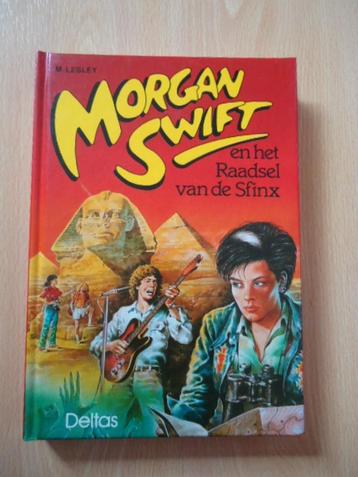 M. LESLEY
MORGAN
SWIFT
en het
Raadsel
van de Sfinx
Deltas